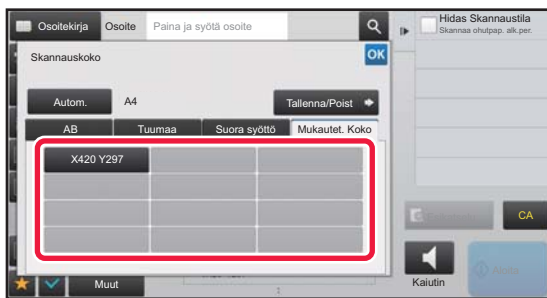 Osoitekirja Osoite Paina ja syötä osoite
Hidas Skannaustila
Skannaa ohutpap. alk.per.
Skannauskoko OK
Autom. A4 Tallenna/Poist
AB Tuumaa Suora syöttö Mukautet. Koko
X420 Y297
CA
Muut
1
Kaiutin